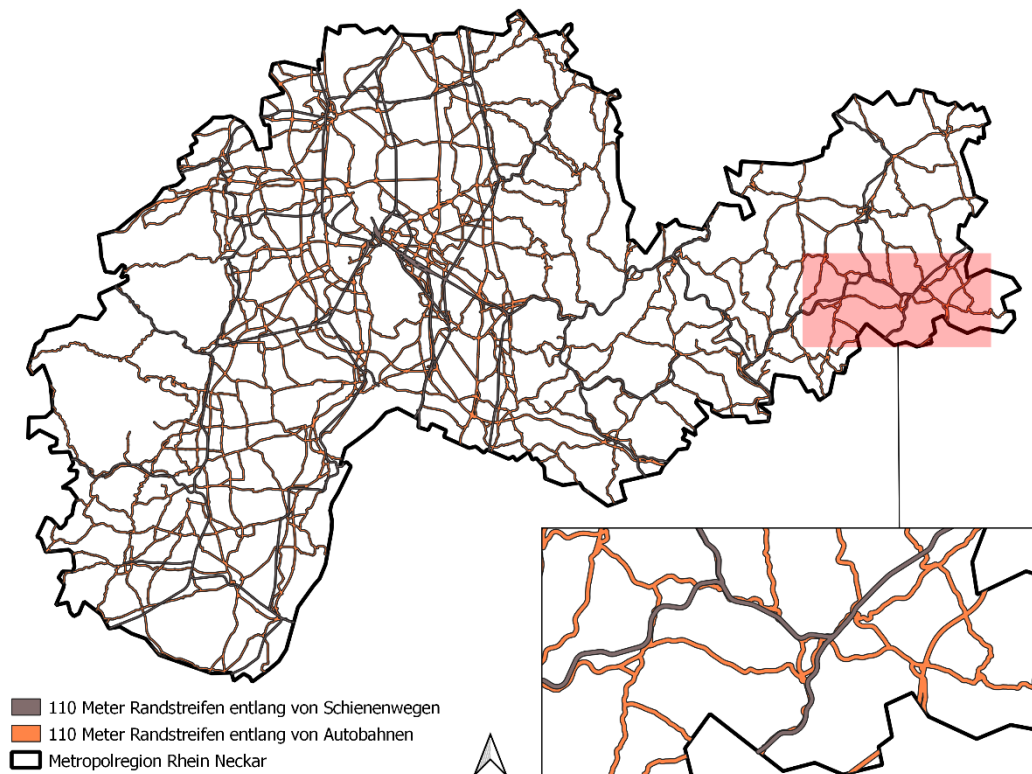 110 Meter Randstreifen entlang von Schienenwegen
110 Meter Randstreifen entlang von Autobahnen
Metropolregion Rhein Neckar